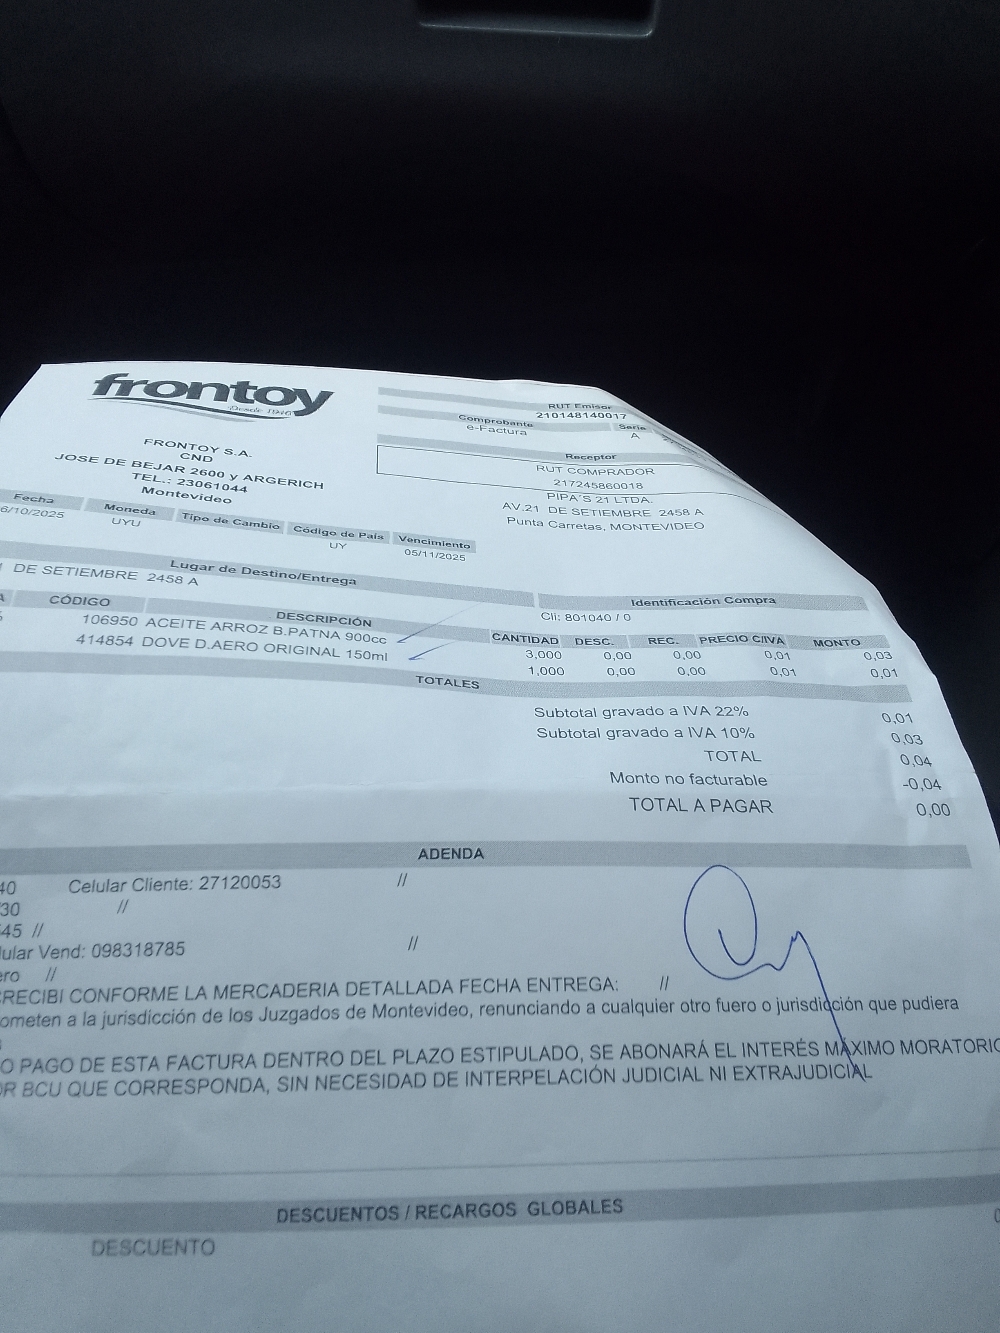 frontoy
Desde 1946
FRONTOY S.A.
CND
JOSE DE BEJAR 2600 y ARGERICH
TEL.: 23061044
Montevideo
RUT Emisor
210148140017
Comprobante Serie
e-Factura A
Receptor
RUT COMPRADOR
217245860018
PIPA'S 21 LTDA.
AV.21 DE SETIEMBRE 2458 A
Punta Carretas, MONTEVIDEO
Fecha Moneda Tipo de Cambio Código de País Vencimiento
6/10/2025 UYU UY 05/11/2025
Lugar de Destino/Entrega
DE SETIEMBRE 2458 A
Identificación Compra
Cli: 801040 / 0
CÓDIGO DESCRIPCIÓN CANTIDAD DESC. REC. PRECIO C/IVA MONTO
106950 ACEITE ARROZ B.PATNA 900cc 3,000 0,00 0,00 0,01 0,03
414854 DOVE D.AERO ORIGINAL 150ml 1,000 0,00 0,00 0,01 0,01
TOTALES
Subtotal gravado a IVA 22% 0,01
Subtotal gravado a IVA 10% 0,03
TOTAL 0,04
Monto no facturable -0,04
TOTAL A PAGAR 0,00
ADENDA
40 Celular Cliente: 27120053 //
30 //
45 //
ular Vend: 098318785 //
ero //
RECIBI CONFORME LA MERCADERIA DETALLADA FECHA ENTREGA: //
ometen a la jurisdicción de los Juzgados de Montevideo, renunciando a cualquier otro fuero o jurisdicción que pudiera
O PAGO DE ESTA FACTURA DENTRO DEL PLAZO ESTIPULADO, SE ABONARÁ EL INTERÉS MÁXIMO MORATORIO
OR BCU QUE CORRESPONDA, SIN NECESIDAD DE INTERPELACIÓN JUDICIAL NI EXTRAJUDICIAL
DESCUENTOS / RECARGOS GLOBALES
DESCUENTO